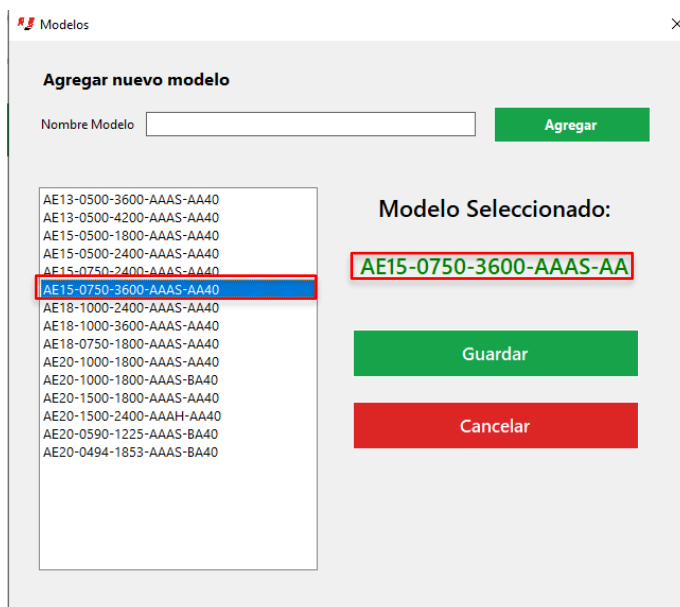 Modelos
Agregar nuevo modelo
Nombre Modelo
Agregar
AE13-0500-3600-AAAS-AA40
AE13-0500-4200-AAAS-AA40
AE15-0500-1800-AAAS-AA40
AE15-0500-2400-AAAS-AA40
AE15-0750-2400-AAAS-AA40
AE15-0750-3600-AAAS-AA40
AE18-1000-2400-AAAS-AA40
AE18-1000-3600-AAAS-AA40
AE18-0750-1800-AAAS-AA40
AE20-1000-1800-AAAS-AA40
AE20-1000-1800-AAAS-BA40
AE20-1500-1800-AAAS-AA40
AE20-1500-2400-AAAH-AA40
AE20-0590-1225-AAAS-BA40
AE20-0494-1853-AAAS-BA40
Modelo Seleccionado:
AE15-0750-3600-AAAS-AA
Guardar
Cancelar